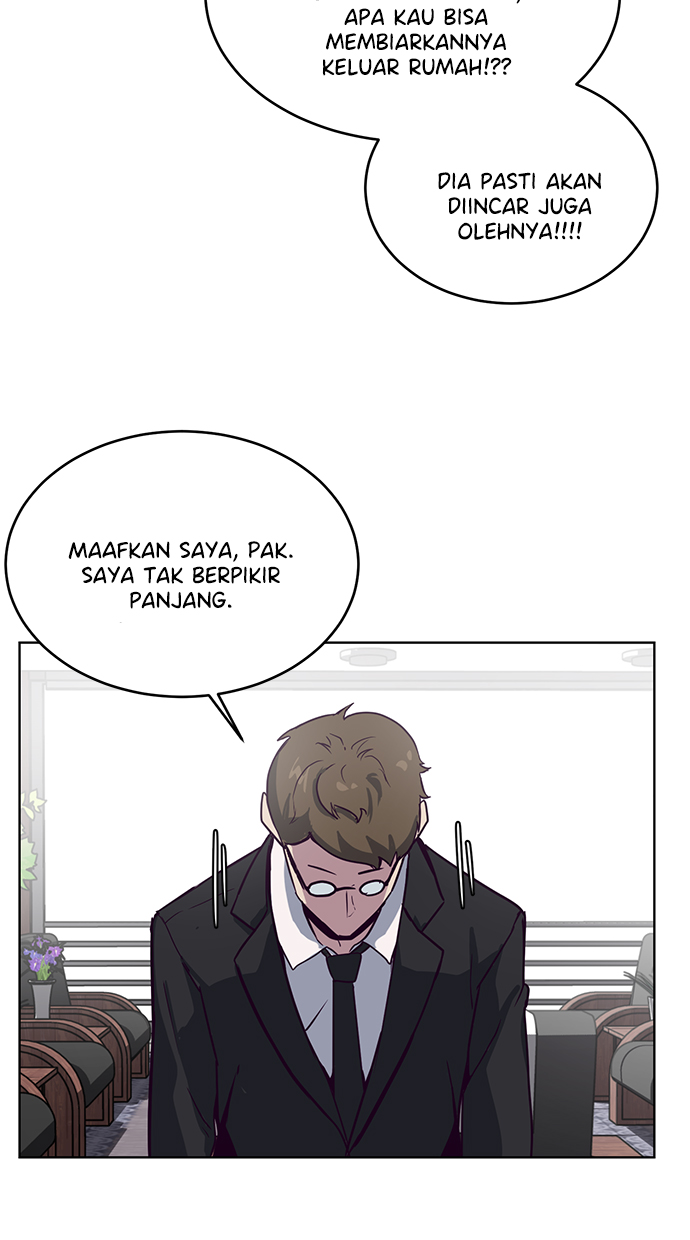 APA KAU BISA
MEMBIARKANNYA
KELUAR RUMAH!??
DIA PASTI AKAN
DIINCAR JUGA
OLEHNYA!!!!
MAAFKAN SAYA, PAK.
SAYA TAK BERPIKIR
PANJANG.